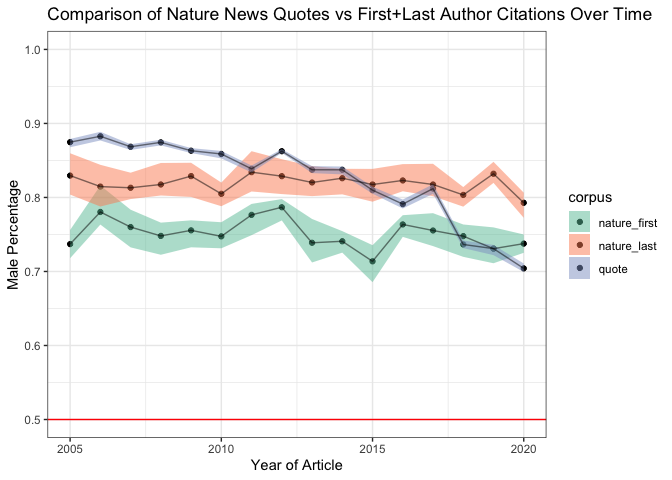 Comparison of Nature News Quotes vs First+Last Author Citations Over Time
1.0
0.9
0.8
0.7
0.6
0.5
Male Percentage
2005
2010
2015
2020
Year of Article
corpus
nature_first
nature_last
quote